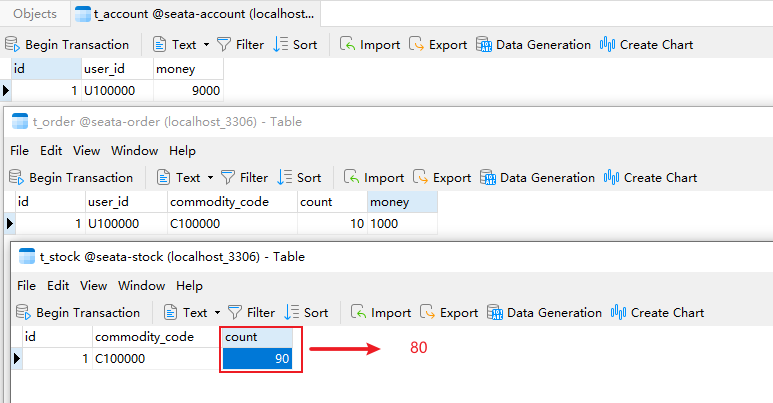 Objects t_account @seata-account (localhost...
Begin Transaction Text Filter Sort Import Export Data Generation Create Chart
id user_id money
1 U100000 9000
t_order @seata-order (localhost_3306) - Table
File Edit View Window Help
Begin Transaction Text Filter Sort Import Export Data Generation Create Chart
id user_id commodity_code count money
1 U100000 C100000 10 1000
t_stock @seata-stock (localhost_3306) - Table
File Edit View Window Help
Begin Transaction Text Filter Sort Import Export Data Generation Create Chart
id commodity_code count
1 C100000 90 80